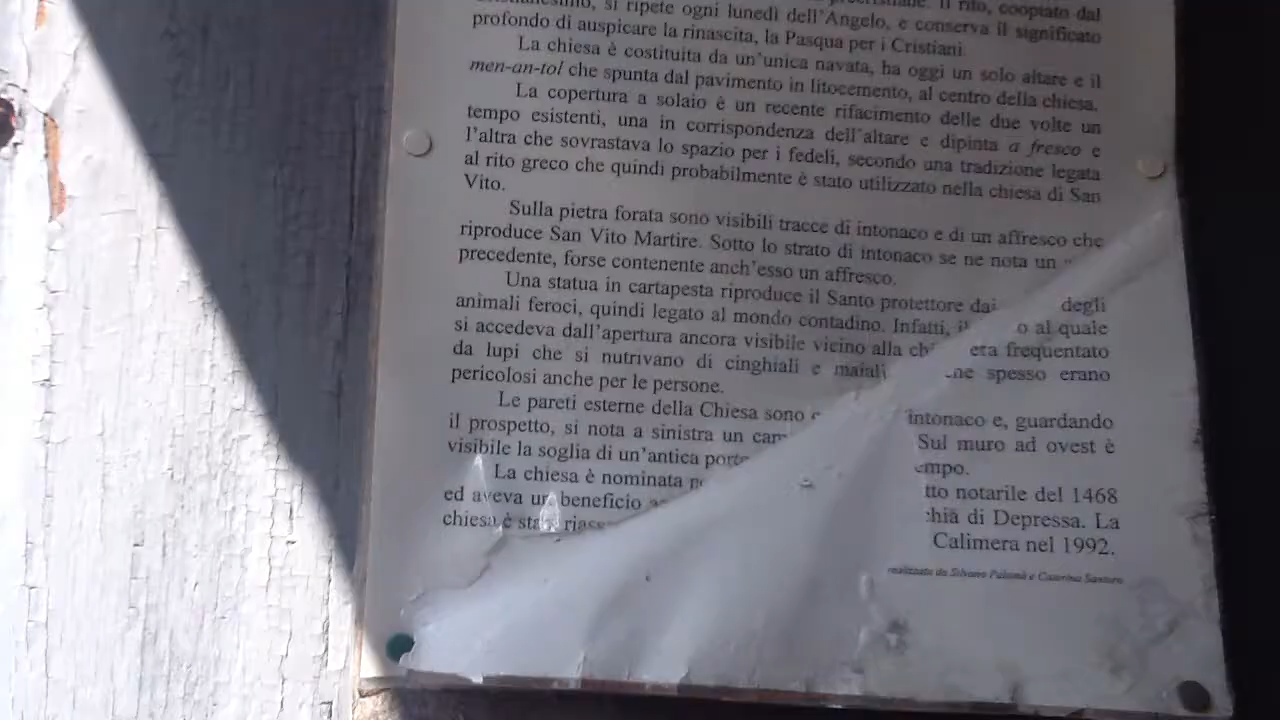 Il rito, cooptato dal
si ripete ogni lunedì dell'Angelo, e conserva il significato
profondo di auspicare la rinascita, la Pasqua per i Cristiani.
La chiesa è costituita da un'unica navata, ha oggi un solo altare e il
men-an-tol che spunta dal pavimento in litocemento, al centro della chiesa.
La copertura a solaio è un recente rifacimento delle due volte un
tempo esistenti, una in corrispondenza dell'altare e dipinta a fresco e
l'altra che sovrastava lo spazio per i fedeli, secondo una tradizione legata
al rito greco che quindi probabilmente è stato utilizzato nella chiesa di San
Vito.
Sulla pietra forata sono visibili tracce di intonaco e di un affresco che
riproduce San Vito Martire. Sotto lo strato di intonaco se ne nota un
precedente, forse contenente anch'esso un affresco.
Una statua in cartapesta riproduce il Santo protettore degli
animali feroci, quindi legato al mondo contadino. Infatti, al quale
si accedeva dall'apertura ancora visibile vicino alla era frequentato
da lupi che si nutrivano di cinghiali e maiali spesso erano
pericolosi anche per le persone.
Le pareti esterne della Chiesa sono intonaco e, guardando
il prospetto, si nota a sinistra un Sul muro ad ovest è
visibile la soglia di un'antica
La chiesa è nominata notarile del 1468
ed aveva un beneficio di Depressa. La
chiesa è Calimera nel 1992.
realizzato da Silvano Palamà e Caterina Santoro